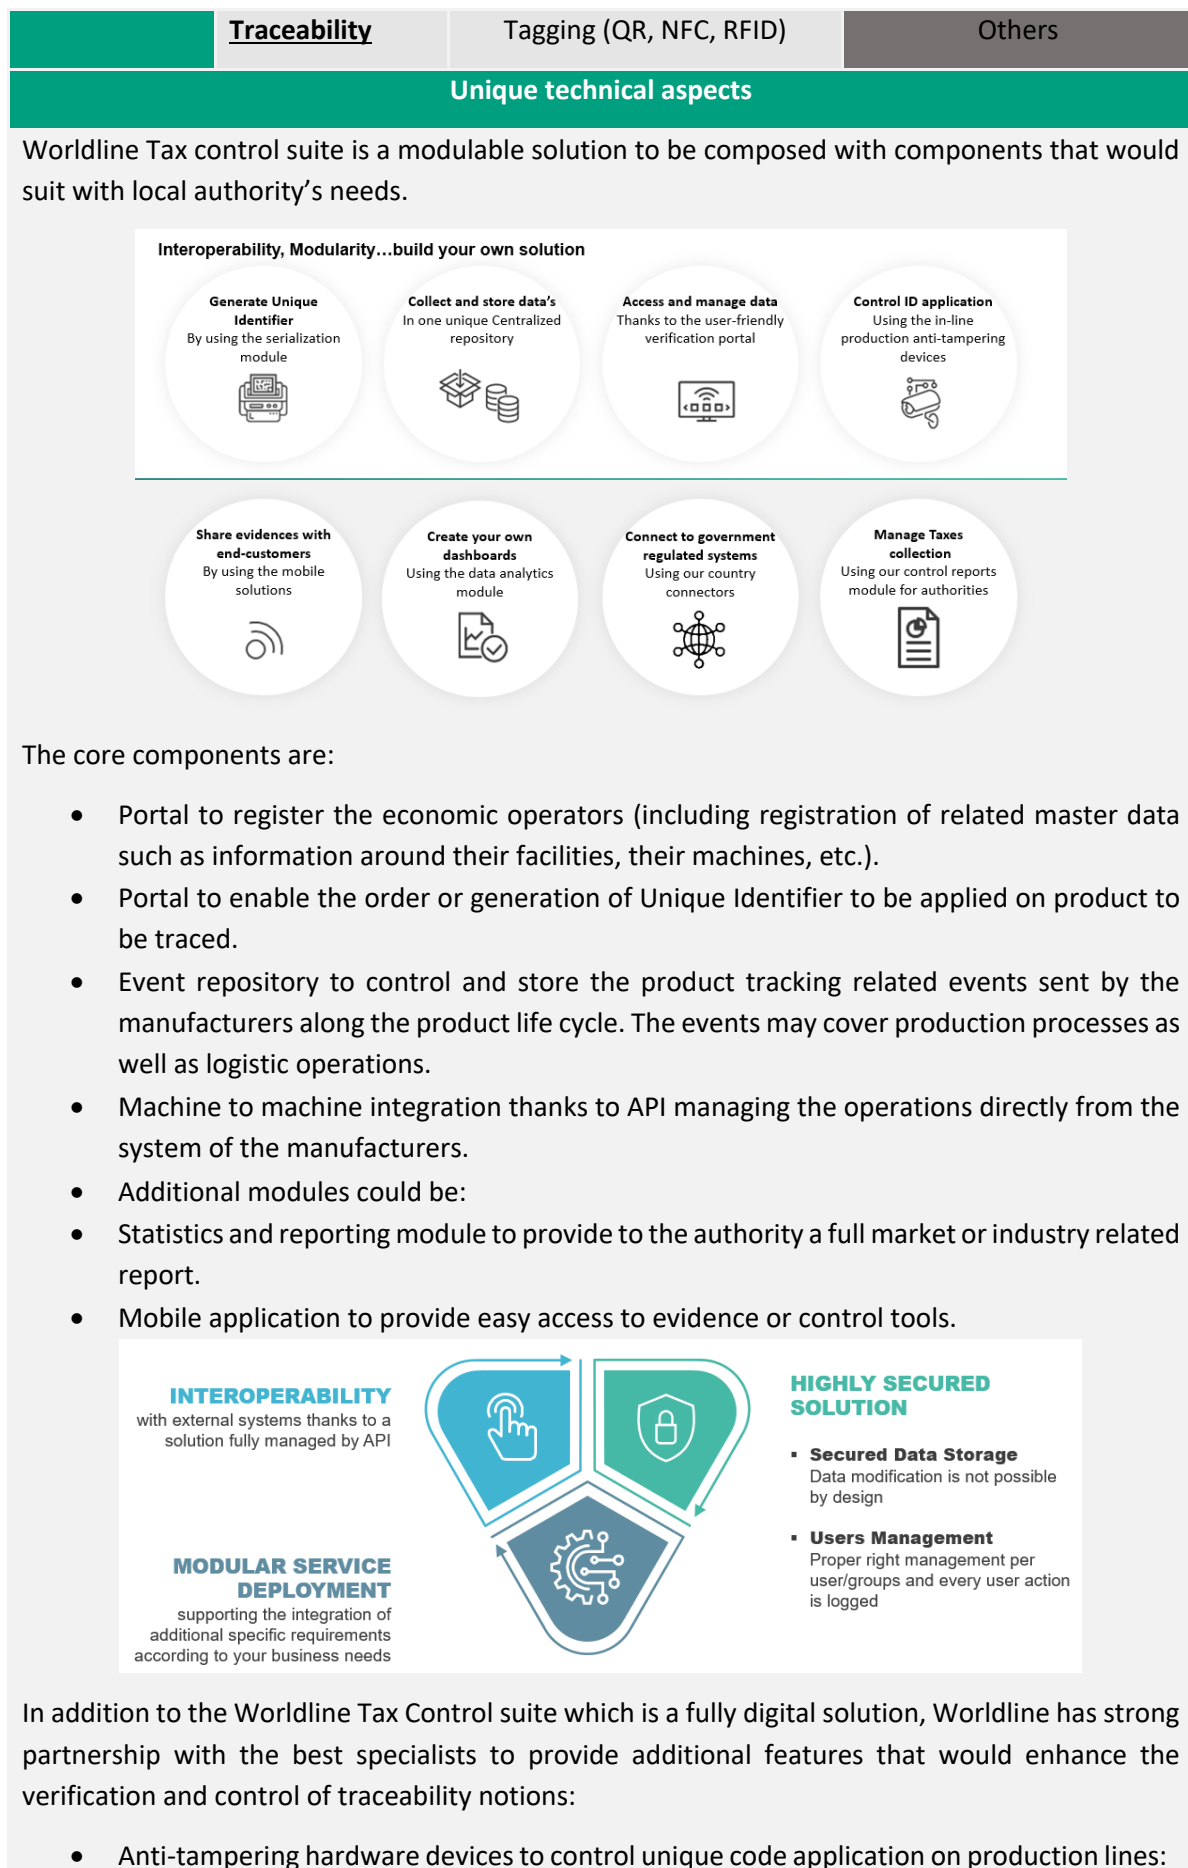 Traceability
Tagging (QR, NFC, RFID)
Others
Unique technical aspects
Worldline Tax control suite is a modulable solution to be composed with components that would
suit with local authority's needs.
Interoperability, Modularity...build your own solution
Generate Unique
Identifier
By using the serialization
module
Collect and store data's
In one unique Centralized
repository
Access and manage data
Thanks to the user-friendly
verification portal
Control ID application
Using the in-line
production anti-tampering
devices
Share evidences with
end-customers
By using the mobile
solutions
Create your own
dashboards
Using the data analytics
module
Connect to government
regulated systems
Using our country
connectors
Manage Taxes
collection
Using our control reports
module for authorities
The core components are:
• Portal to register the economic operators (including registration of related master data
such as information around their facilities, their machines, etc.).
• Portal to enable the order or generation of Unique Identifier to be applied on product to
be traced.
• Event repository to control and store the product tracking related events sent by the
manufacturers along the product life cycle. The events may cover production processes as
well as logistic operations.
• Machine to machine integration thanks to API managing the operations directly from the
system of the manufacturers.
• Additional modules could be:
• Statistics and reporting module to provide to the authority a full market or industry related
report.
• Mobile application to provide easy access to evidence or control tools.
INTEROPERABILITY
with external systems thanks to a
solution fully managed by API
MODULAR SERVICE
DEPLOYMENT
supporting the integration of
additional specific requirements
according to your business needs
HIGHLY SECURED
SOLUTION
▪ Secured Data Storage
Data modification is not possible
by design
▪ Users Management
Proper right management per
user/groups and every user action
is logged
In addition to the Worldline Tax Control suite which is a fully digital solution, Worldline has strong
partnership with the best specialists to provide additional features that would enhance the
verification and control of traceability notions:
• Anti-tampering hardware devices to control unique code application on production lines: